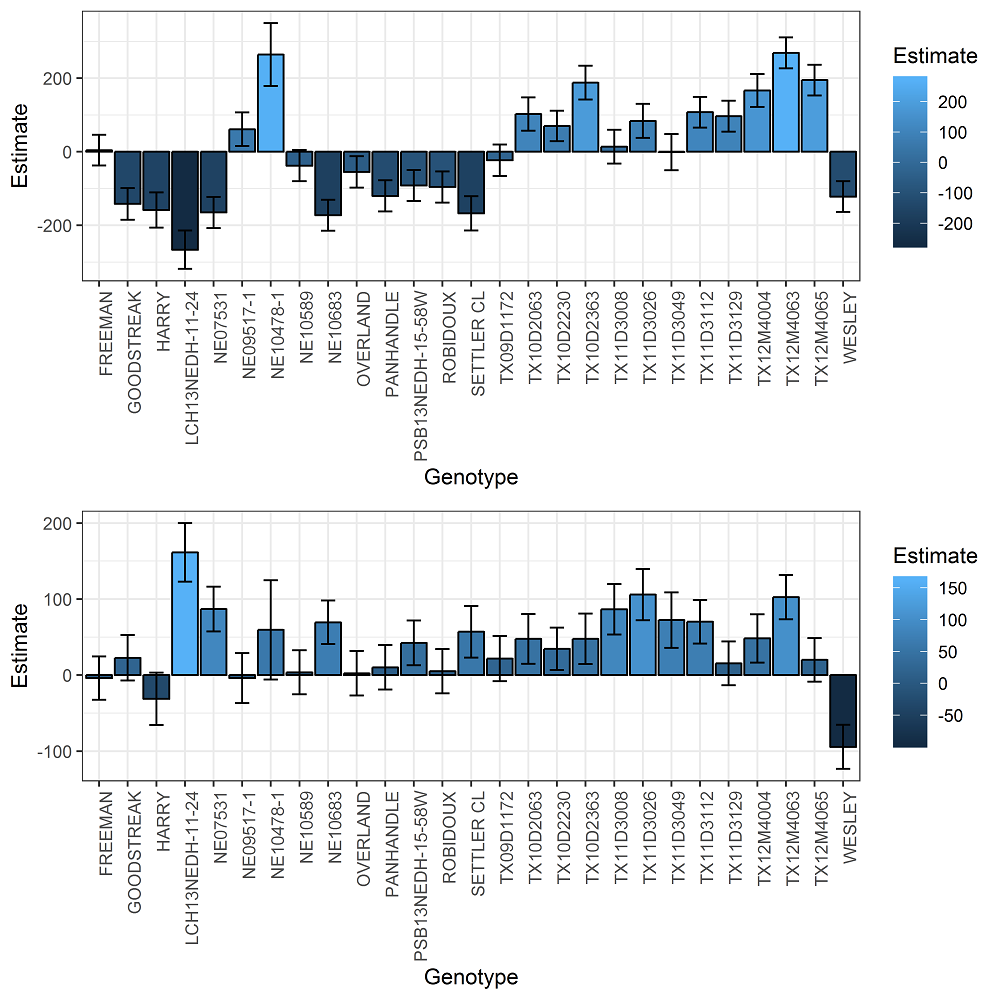 Estimate
200
0
-200
FREEMAN
GOODSTREAK
HARRY
LCH13NEDH-11-24
NE07531
NE09517-1
NE10478-1
NE10589
NE10683
OVERLAND
PANHANDLE
PSB13NEDH-15-58W
ROBIDOUX
SETTLER CL
TX09D1172
TX10D2063
TX10D2230
TX10D2363
TX11D3008
TX11D3026
TX11D3049
TX11D3112
TX11D3129
TX12M4004
TX12M4063
TX12M4065
WESLEY
Genotype
Estimate
200
100
0
-100
-200
Estimate
200
100
0
-100
FREEMAN
GOODSTREAK
HARRY
LCH13NEDH-11-24
NE07531
NE09517-1
NE10478-1
NE10589
NE10683
OVERLAND
PANHANDLE
PSB13NEDH-15-58W
ROBIDOUX
SETTLER CL
TX09D1172
TX10D2063
TX10D2230
TX10D2363
TX11D3008
TX11D3026
TX11D3049
TX11D3112
TX11D3129
TX12M4004
TX12M4063
TX12M4065
WESLEY
Genotype
Estimate
150
100
50
0
-50